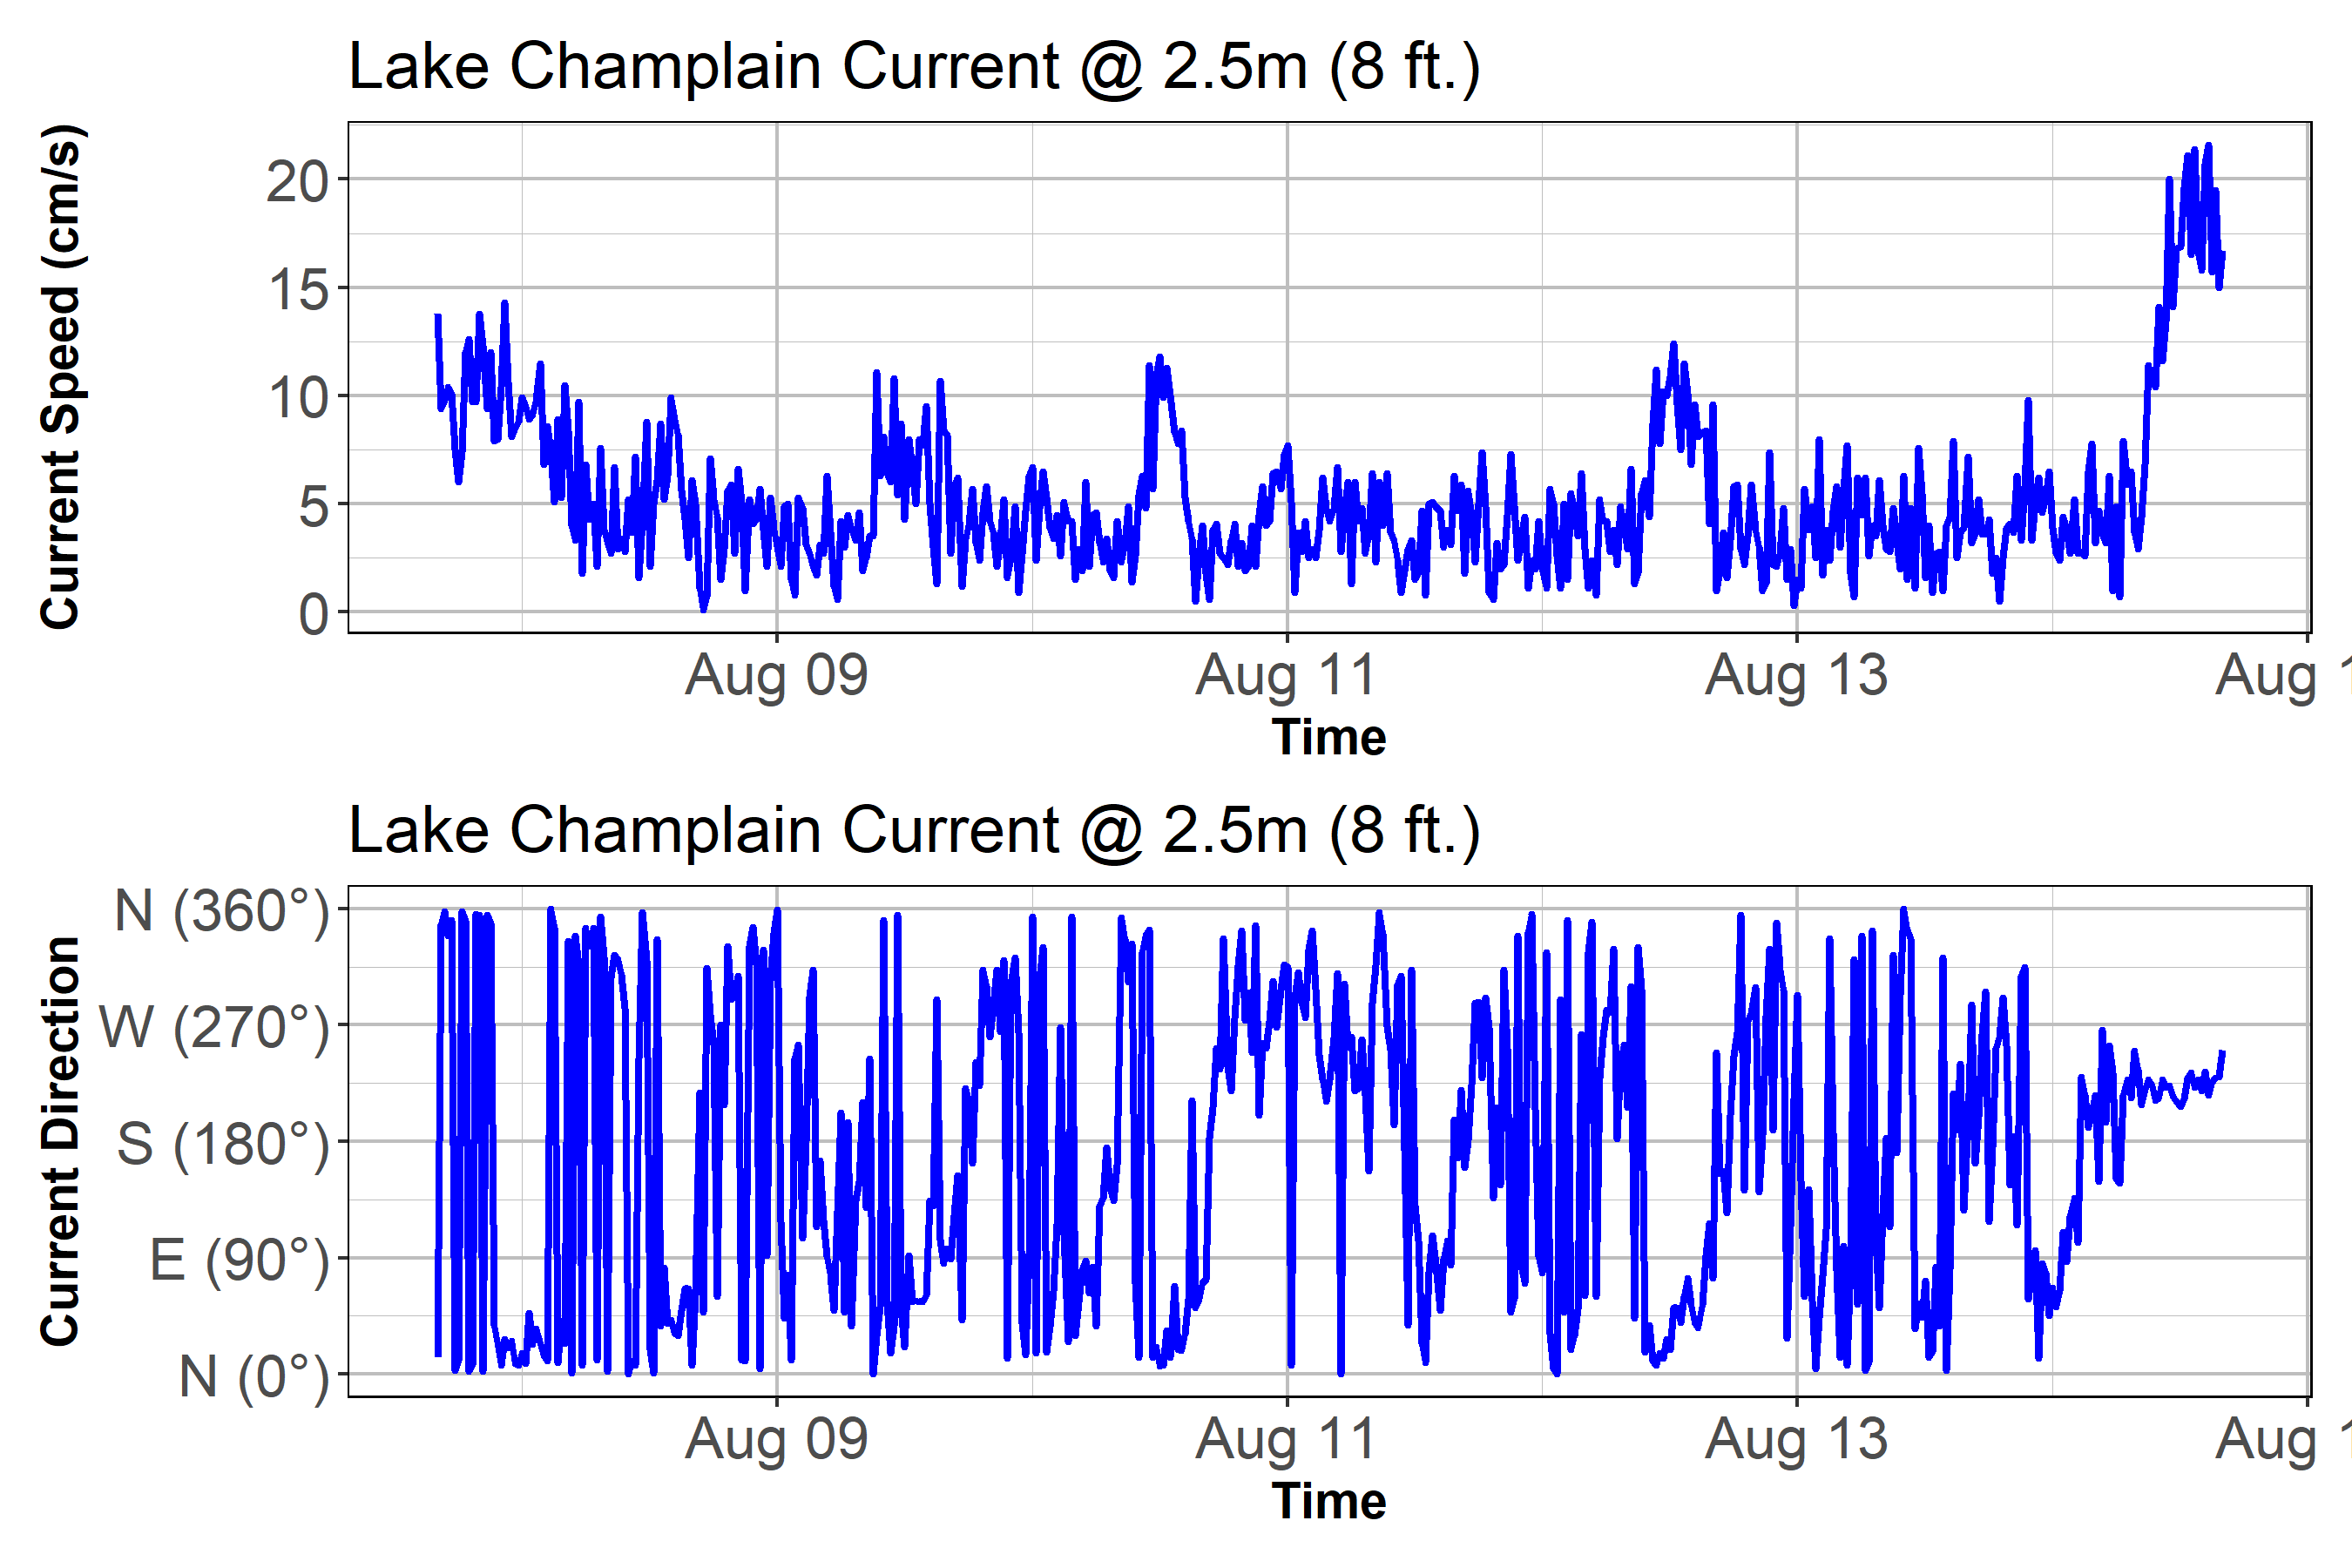 Lake Champlain Current @ 2.5m (8 ft.)
Current Speed (cm/s)
20
15
10
5
0
Aug 09 Aug 11 Aug 13 Aug
Time
Lake Champlain Current @ 2.5m (8 ft.)
Current Direction
N (360°)
W (270°)
S (180°)
E (90°)
N (0°)
Aug 09 Aug 11 Aug 13 Aug
Time